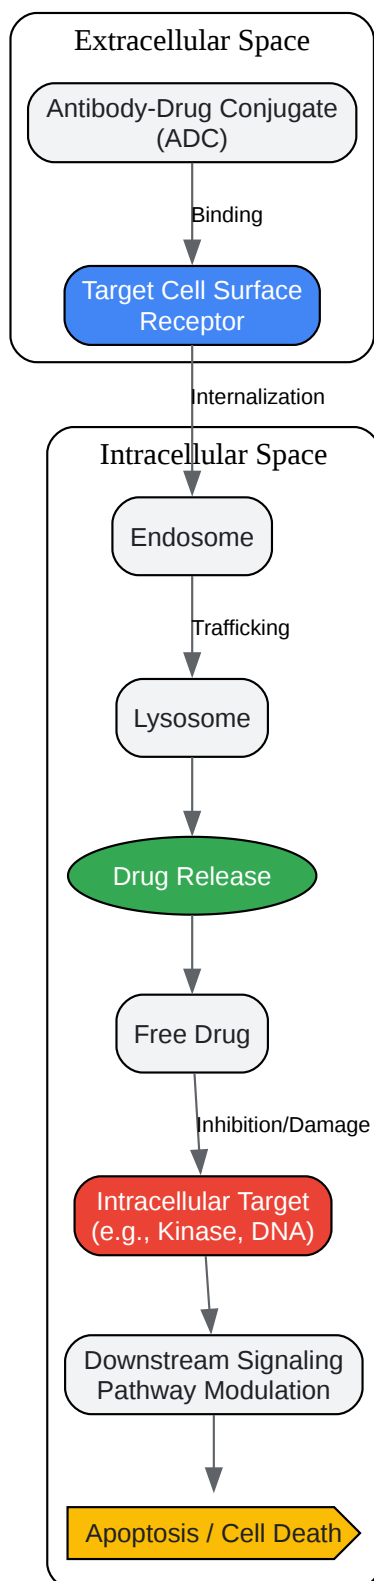 Extracellular Space
Antibody-Drug Conjugate
(ADC)
Binding
Target Cell Surface
Receptor
Internalization
Intracellular Space
Endosome
Trafficking
Lysosome
Drug Release
Free Drug
Inhibition/Damage
Intracellular Target
(e.g., Kinase, DNA)
Downstream Signaling
Pathway Modulation
Apoptosis / Cell Death